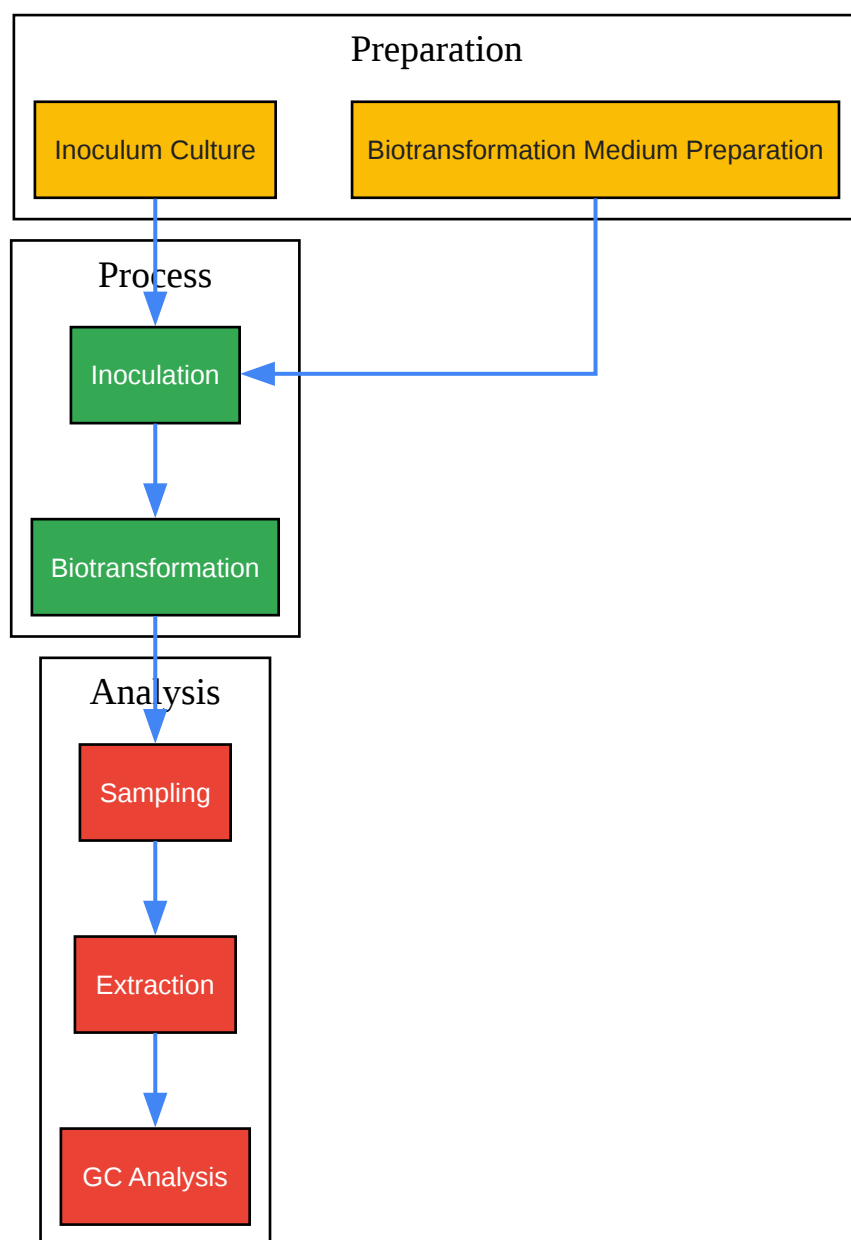 Preparation
Inoculum Culture
Biotransformation Medium Preparation
Process
Inoculation
Biotransformation
Analysis
Sampling
Extraction
GC Analysis